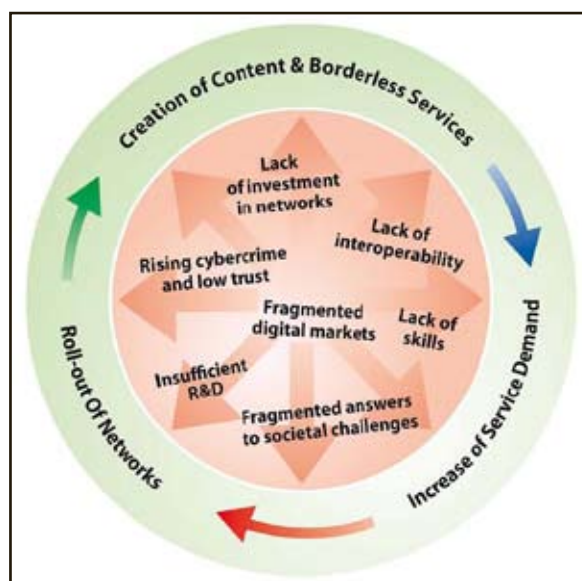 Creation of Content & Borderless Services
Lack
of investment
in networks
Lack of
interoperability
Rising cybercrime
and low trust
Fragmented
digital markets
Lack of
skills
Insufficient
R&D
Fragmented answers
to societal challenges
Roll-out Of Networks
Increase of Service Demand